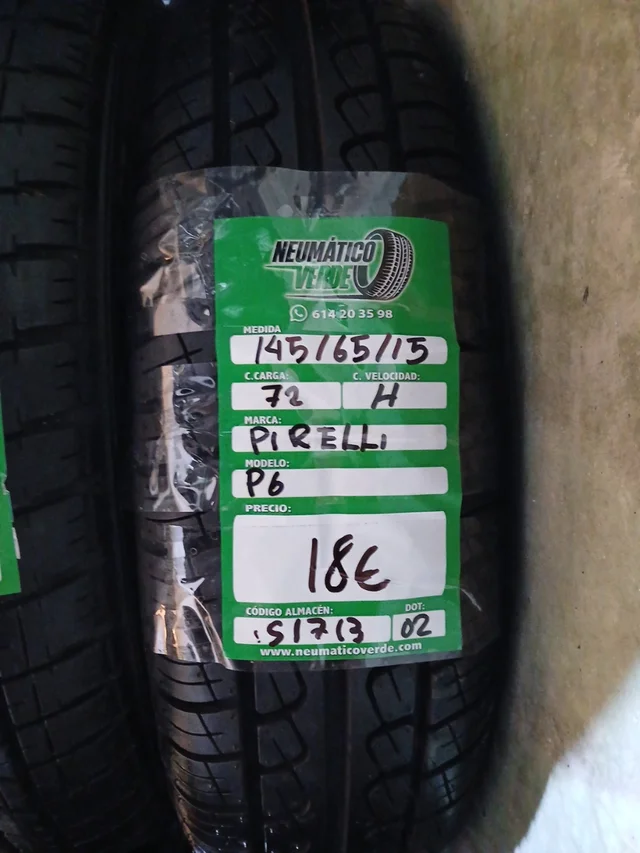 NEUMÁTICO
VERDE
614 20 35 98
MEDIDA
145/65/15
C.CARGA: C. VELOCIDAD:
72 H
MARCA:
PIRELLI
MODELO:
P6
PRECIO:
18€
CÓDIGO ALMACÉN: DOT:
S1713 02
www.neumaticoverde.com